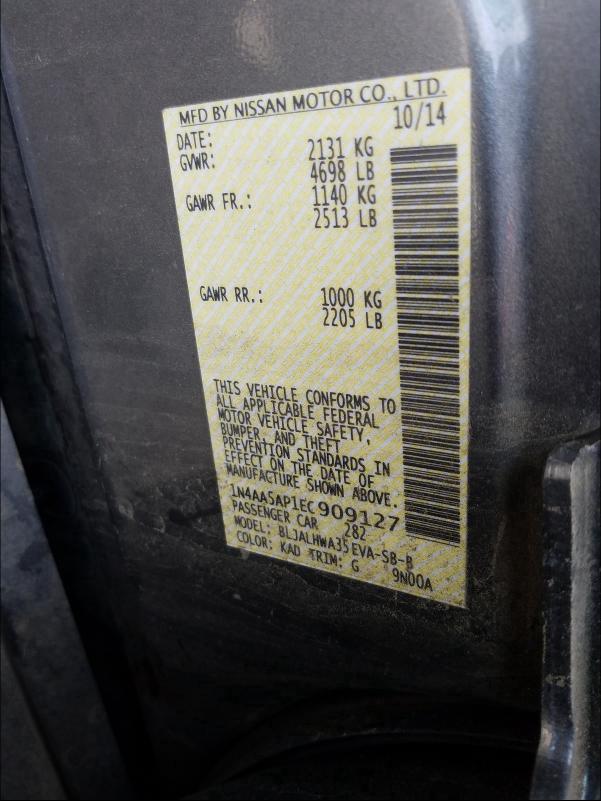 MFD BY NISSAN MOTOR CO., LTD.
DATE: 10/14
GVWR: 2131 KG
4698 LB
GAWR FR.: 1140 KG
2513 LB
GAWR RR.: 1000 KG
2205 LB
THIS VEHICLE CONFORMS TO
ALL APPLICABLE FEDERAL
MOTOR VEHICLE SAFETY,
BUMPER, AND THEFT
PREVENTION STANDARDS IN
EFFECT ON THE DATE OF
MANUFACTURE SHOWN ABOVE.
1N4AA5AP1EC909127
PASSENGER CAR 282
MODEL: BLJALHWA35EVA-SB-B
COLOR: KAD TRIM: G 9N00A